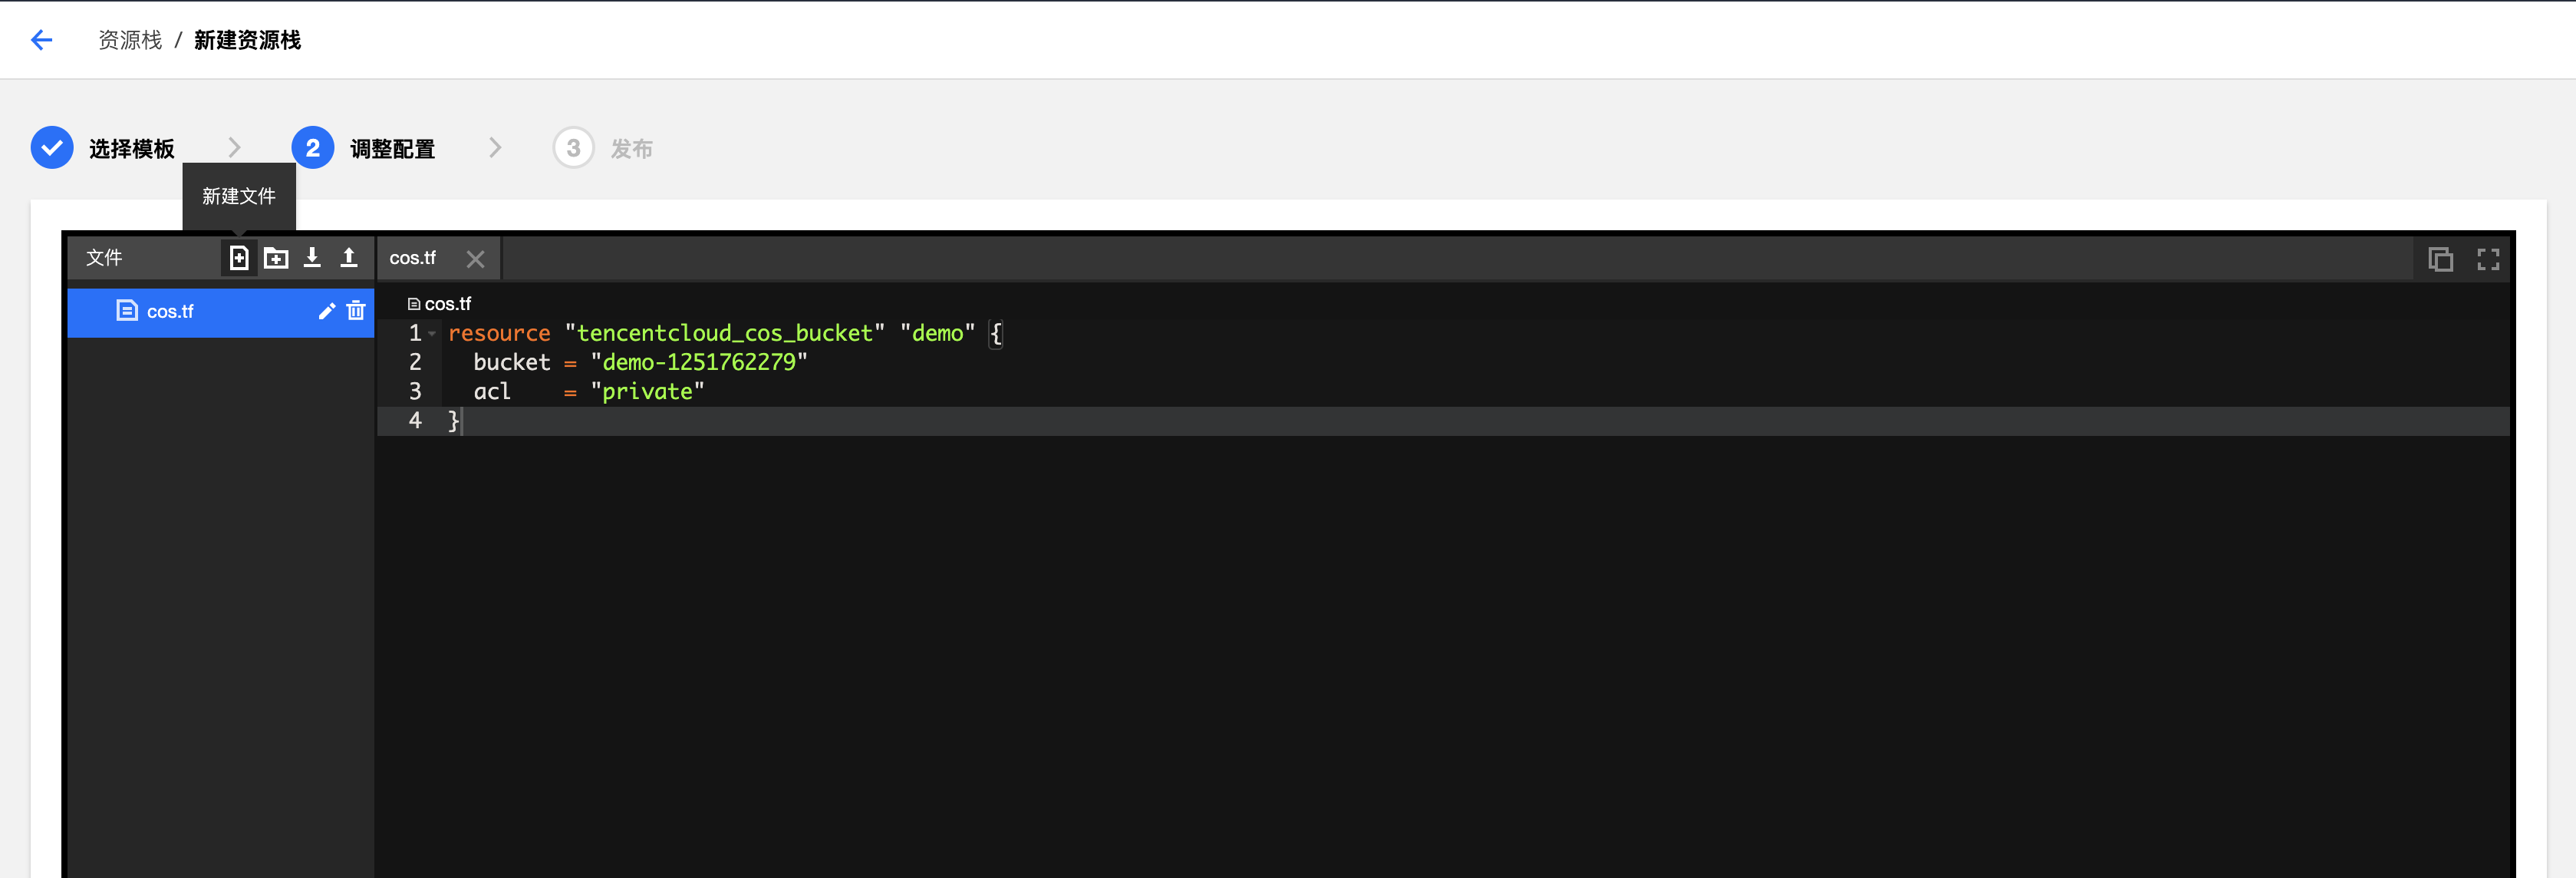 资源栈 / 新建资源栈
选择模板
2 调整配置
3 发布
新建文件
文件
cos.tf
cos.tf
cos.tf
1 resource "tencentcloud_cos_bucket" "demo" {
2   bucket = "demo-1251762279"
3   acl    = "private"
4 }